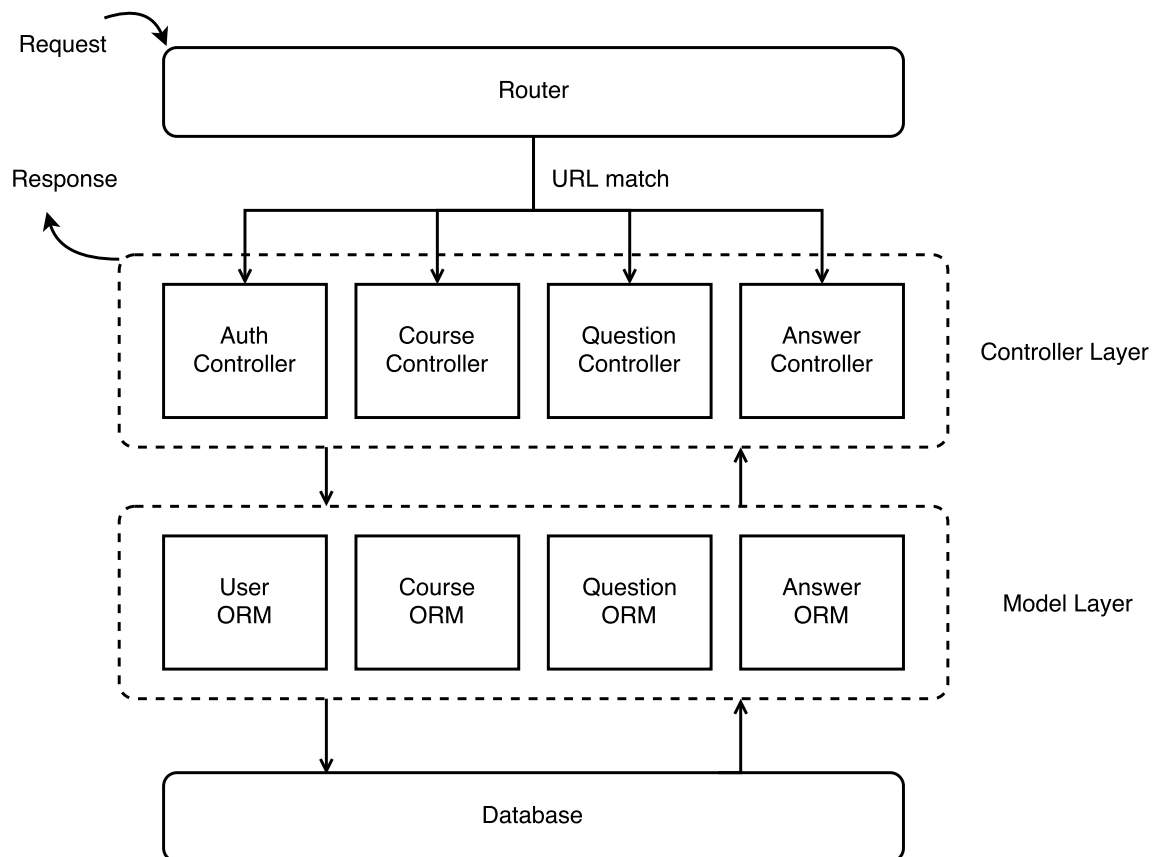 Request
Router
Response
URL match
Auth
Controller
Course
Controller
Question
Controller
Answer
Controller
Controller Layer
User
ORM
Course
ORM
Question
ORM
Answer
ORM
Model Layer
Database